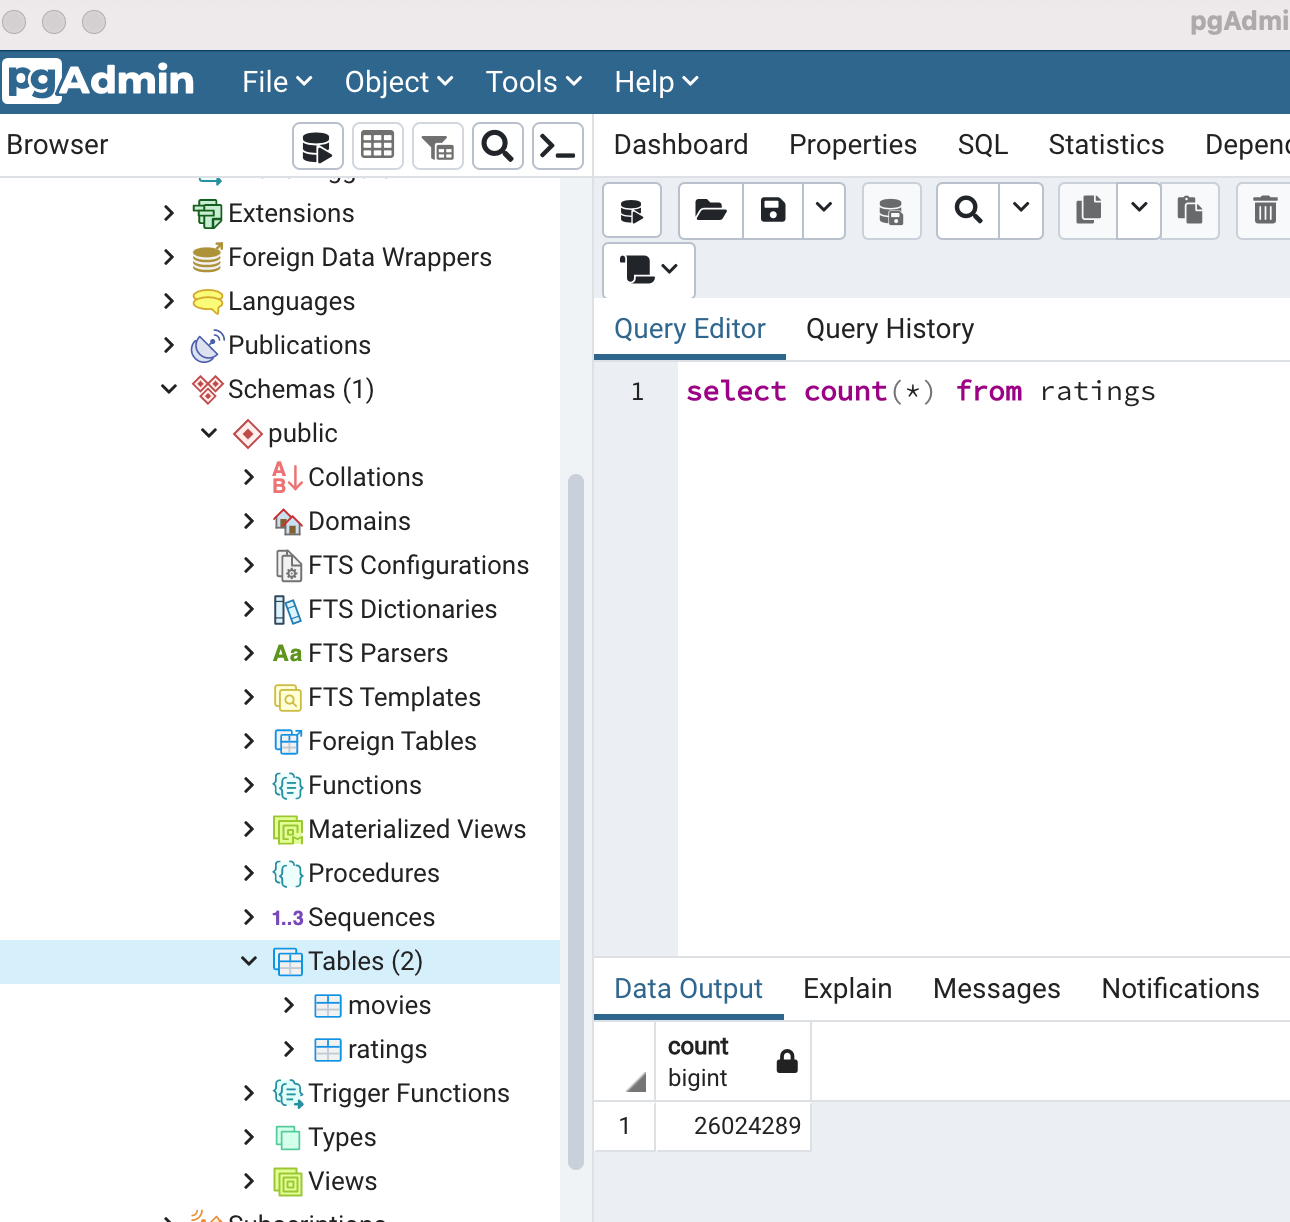 pgAdmi
pgAdmin File Object Tools Help
Browser
Dashboard Properties SQL Statistics Depend
Extensions
Foreign Data Wrappers
Languages
Publications
Schemas (1)
public
A
B
Collations
Domains
FTS Configurations
FTS Dictionaries
Aa FTS Parsers
FTS Templates
Foreign Tables
Functions
Materialized Views
Procedures
1..3 Sequences
Tables (2)
movies
ratings
Trigger Functions
Types
Views
Subscriptions
Query Editor Query History
1 select count(*) from ratings
Data Output Explain Messages Notifications
count
bigint
1 26024289